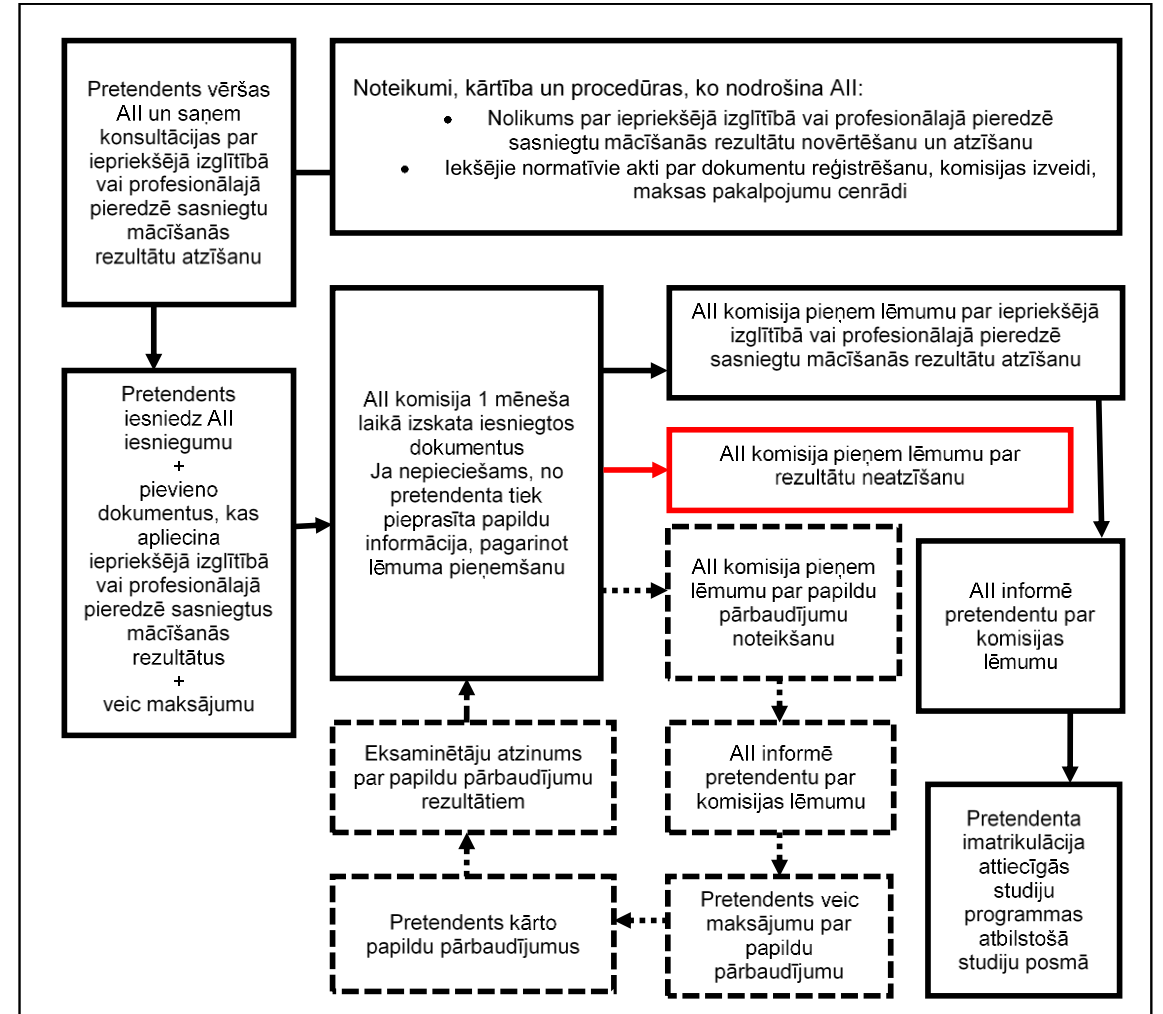 Pretendents vēršas
AII un saņem
konsultācijas par
iepriekšējā izglītībā
vai profesionālajā
pieredzē sasniegtu
mācīšanās
rezultātu atzīšanu
Noteikumi, kārtība un procedūras, ko nodrošina AII:
• Nolikums par iepriekšējā izglītībā vai profesionālajā pieredzē
sasniegtu mācīšanās rezultātu novērtēšanu un atzīšanu
• Iekšējie normatīvie akti par dokumentu reģistrēšanu, komisijas izveidi,
maksas pakalpojumu cenrādi
Pretendents
iesniedz AII
iesniegumu
+
pievieno
dokumentus, kas
apliecina
iepriekšējā izglītībā
vai profesionālajā
pieredzē sasniegtus
mācīšanās
rezultātus
+
veic maksājumu
AII komisija 1 mēneša
laikā izskata iesniegtos
dokumentus
Ja nepieciešams, no
pretendenta tiek
pieprasīta papildu
informācija, pagarinot
lēmuma pieņemšanu
AII komisija pieņem lēmumu par iepriekšējā
izglītībā vai profesionālajā pieredzē
sasniegtu mācīšanās rezultātu atzīšanu
AII komisija pieņem lēmumu par
rezultātu neatzīšanu
AII komisija pieņem
lēmumu par papildu
pārbaudījumu
noteikšanu
AII informē
pretendentu par
komisijas
lēmumu
Eksaminētāju atzinums
par papildu pārbaudījumu
rezultātiem
AII informē
pretendentu par
komisijas lēmumu
Pretendents kārto
papildu pārbaudījumus
Pretendents veic
maksājumu par
papildu
pārbaudījumu
Pretendenta
imatrikulācija
attiecīgās
studiju
programmas
atbilstošā
studiju posmā